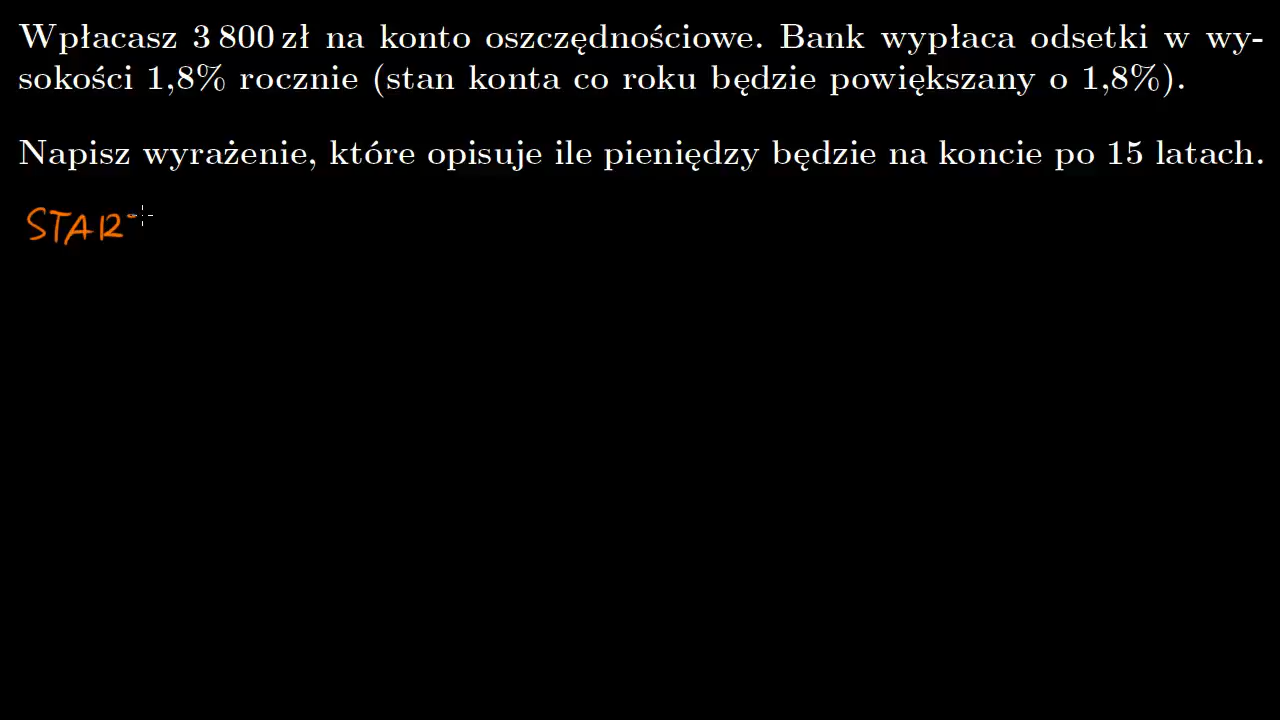 Wpłacasz 3 800 zł na konto oszczędnościowe. Bank wypłaca odsetki w wy-
sokości 1,8% rocznie (stan konta co roku będzie powiększany o 1,8%).
Napisz wyrażenie, które opisuje ile pieniędzy będzie na koncie po 15 latach.
STAR-